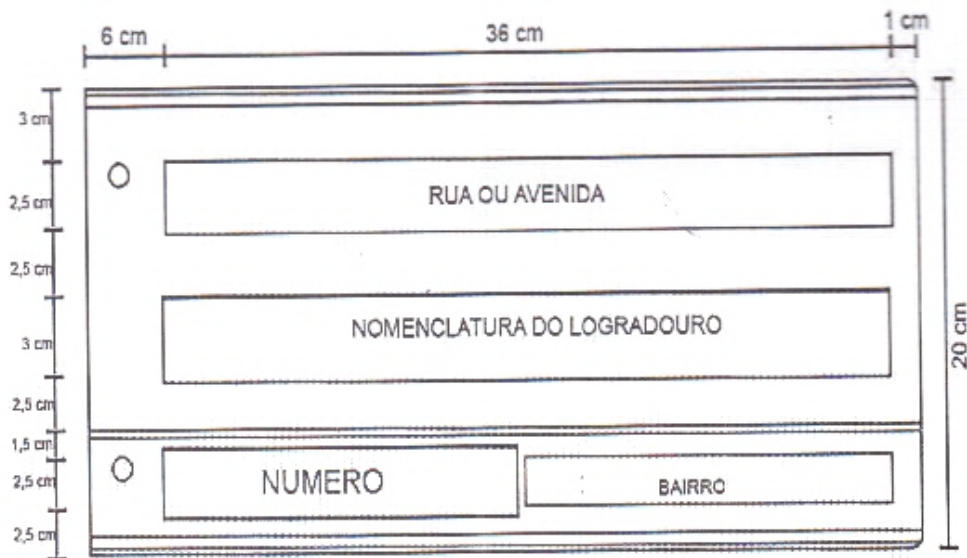 6 cm
36 cm
1 cm
3 cm
2,5 cm
RUA OU AVENIDA
2,5 cm
NOMENCLATURA DO LOGRADOURO
3 cm
20 cm
2,5 cm
1,5 cm
2,5 cm
NUMERO
BAIRRO
2,5 cm